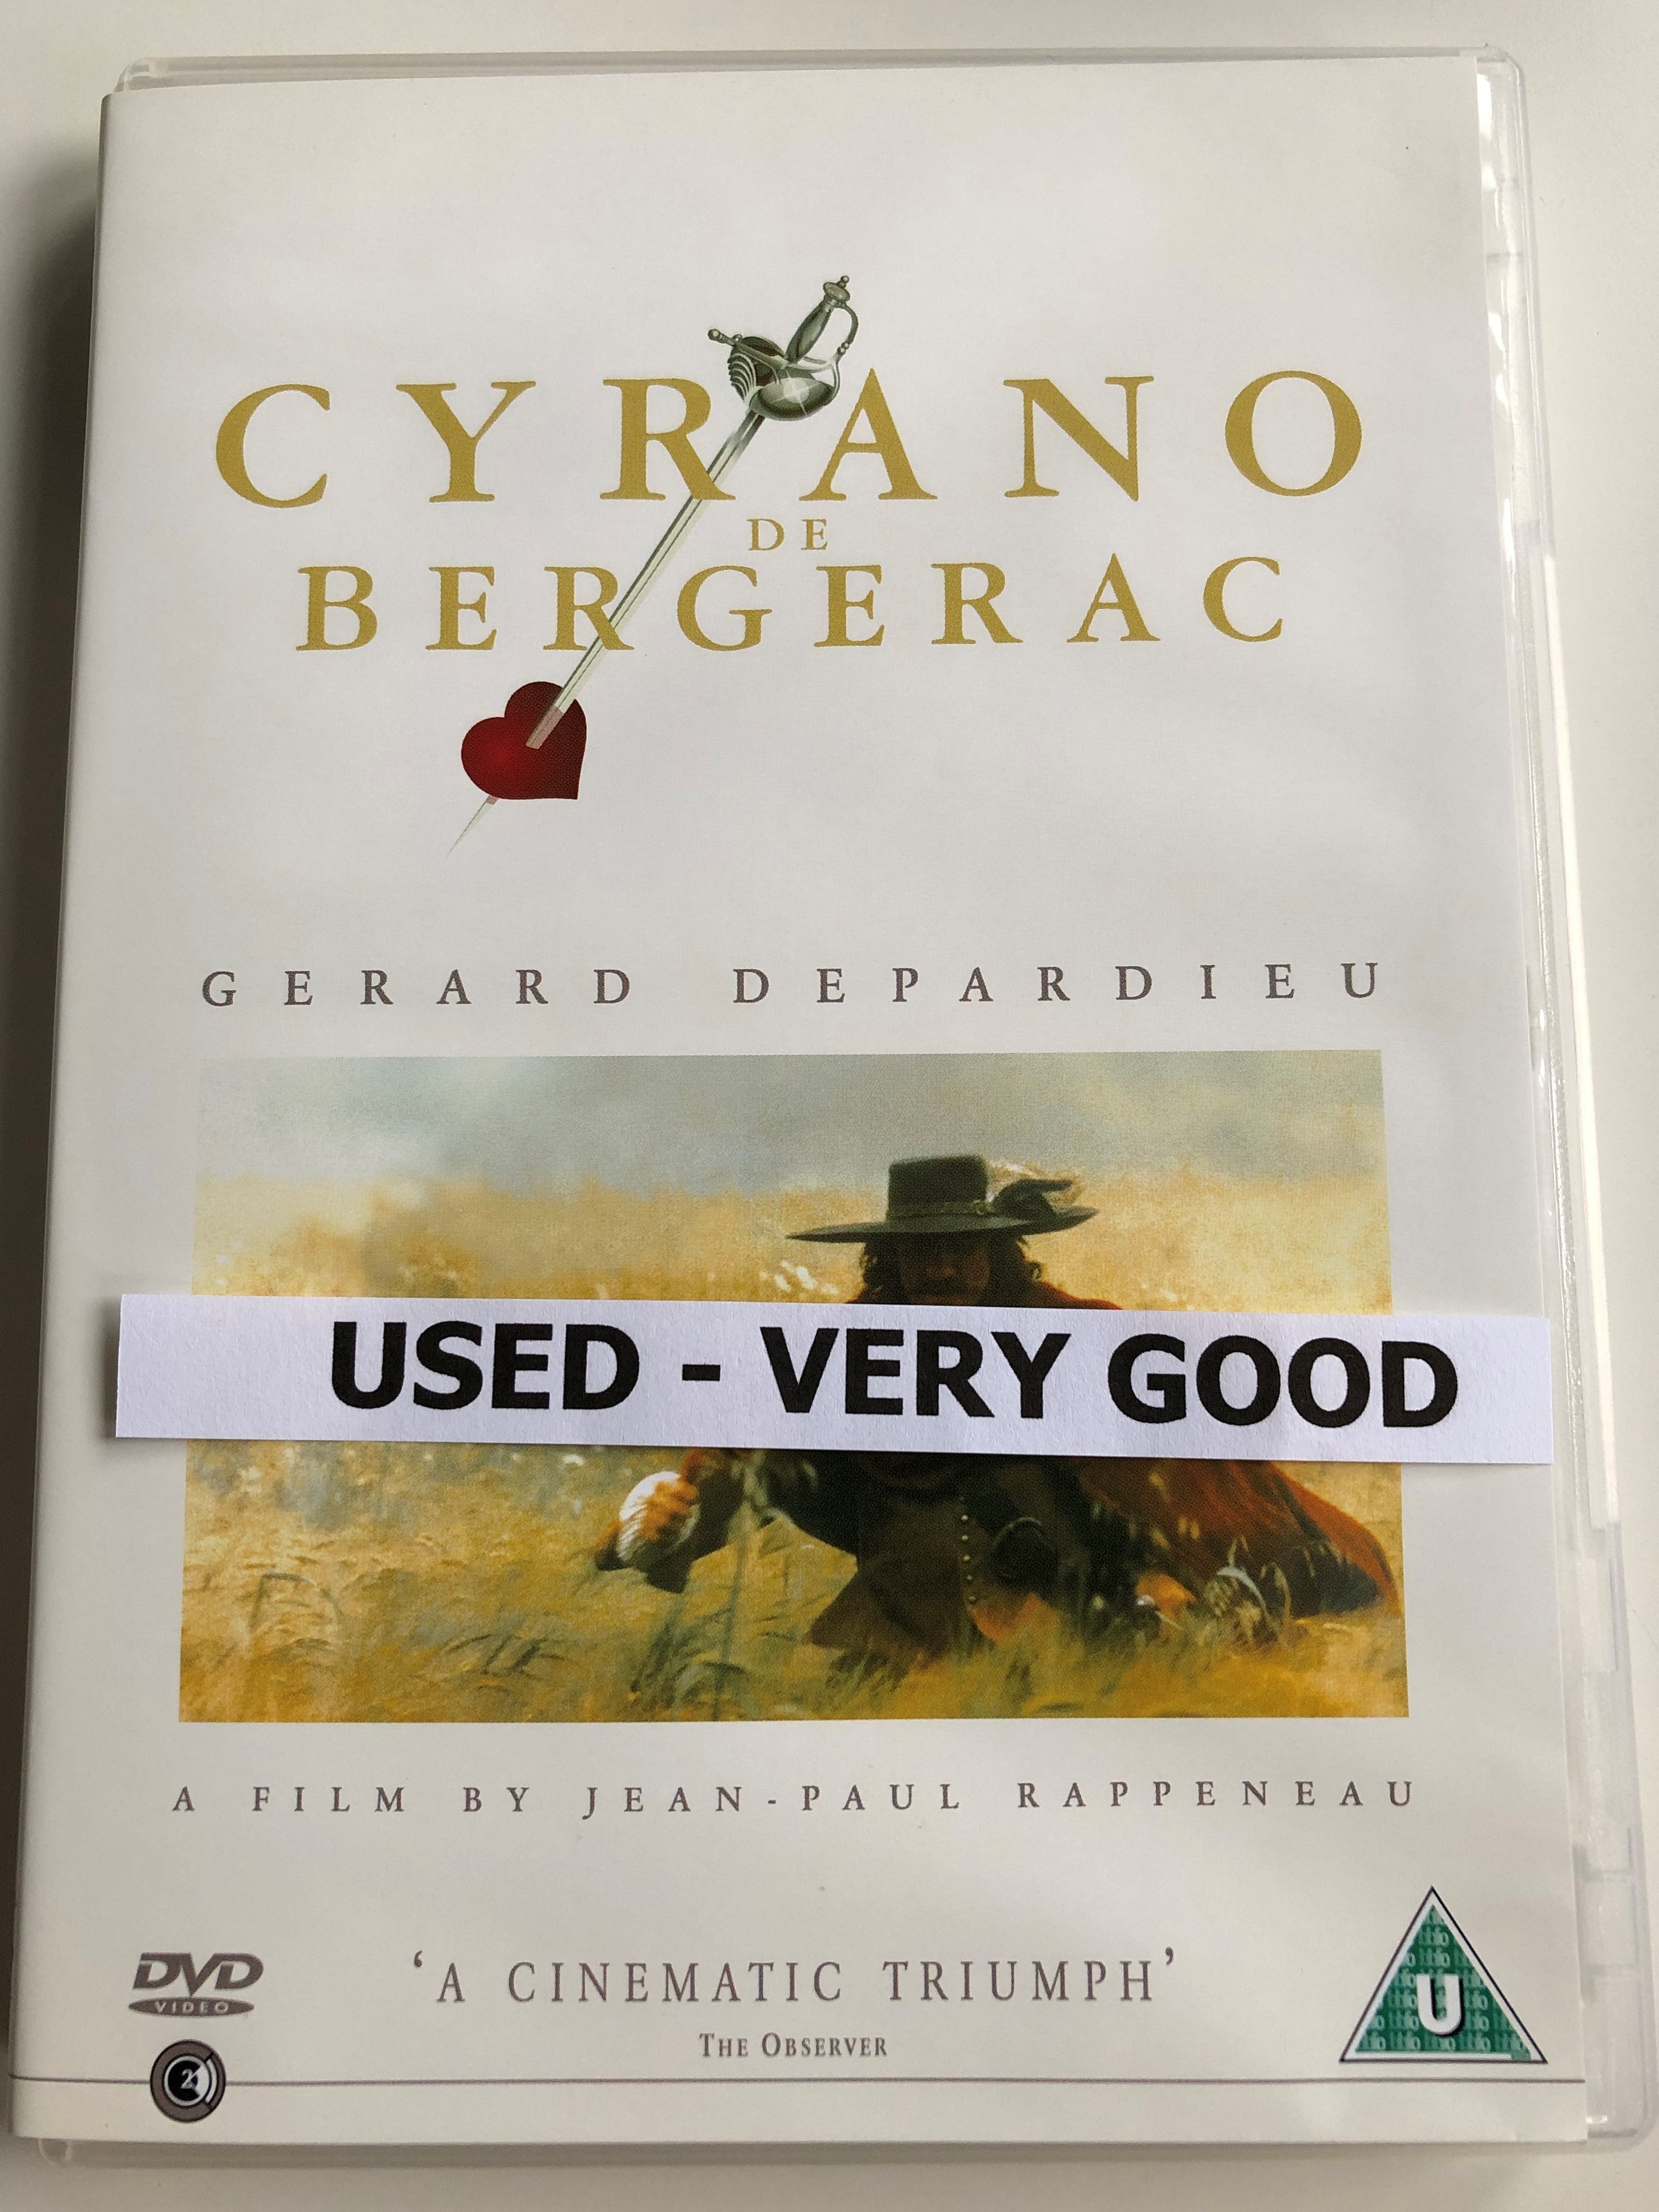 CYRANO
DE
BERGERAC
GERARD DEPARDIEU
USED - VERY GOOD
A FILM BY JEAN-PAUL RAPPENEAU
DVD
VIDEO
‘A CINEMATIC TRIUMPH’
THE OBSERVER
U
2